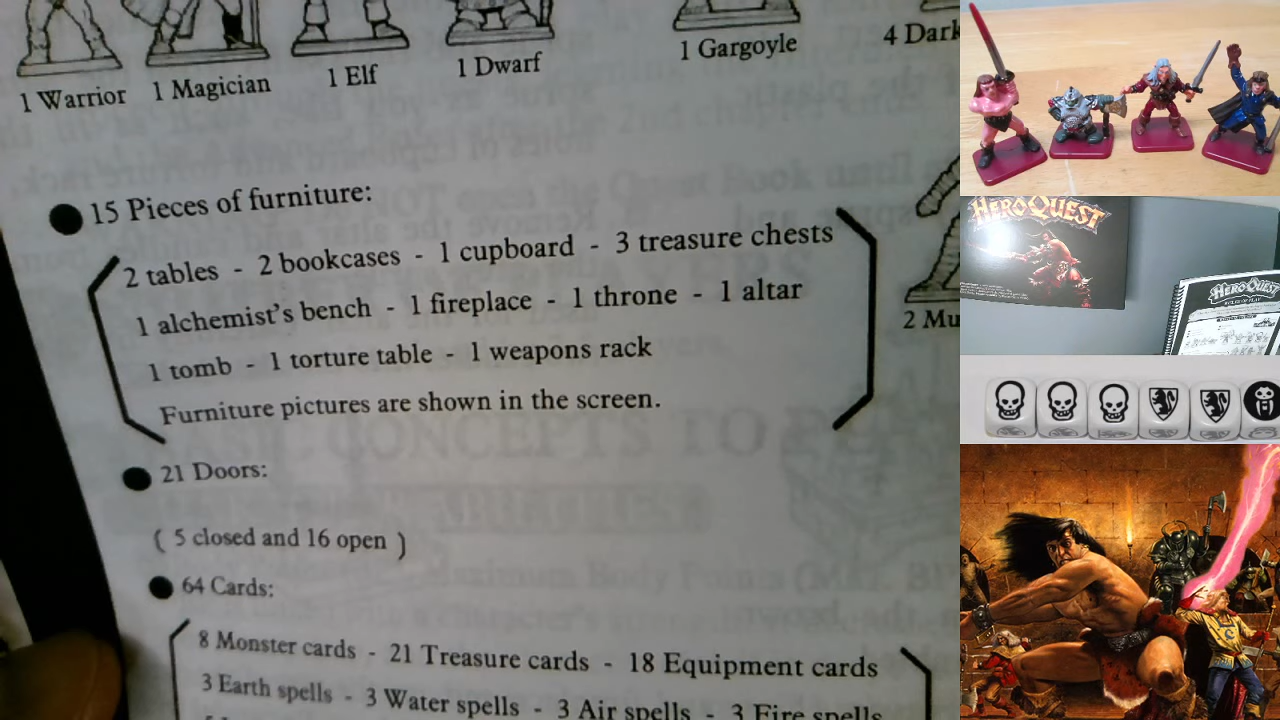 1 Warrior 1 Magician 1 Elf 1 Dwarf 1 Gargoyle 4 Dark
● 15 Pieces of furniture:
2 tables - 2 bookcases - 1 cupboard - 3 treasure chests
1 alchemist's bench - 1 fireplace - 1 throne - 1 altar
1 tomb - 1 torture table - 1 weapons rack
Furniture pictures are shown in the screen.
2 Mu
● 21 Doors:
( 5 closed and 16 open )
● 64 Cards:
8 Monster cards - 21 Treasure cards - 18 Equipment cards
3 Earth spells - 3 Water spells - 3 Air spells - 3 Fire spells
HEROQUEST
HEROQUEST